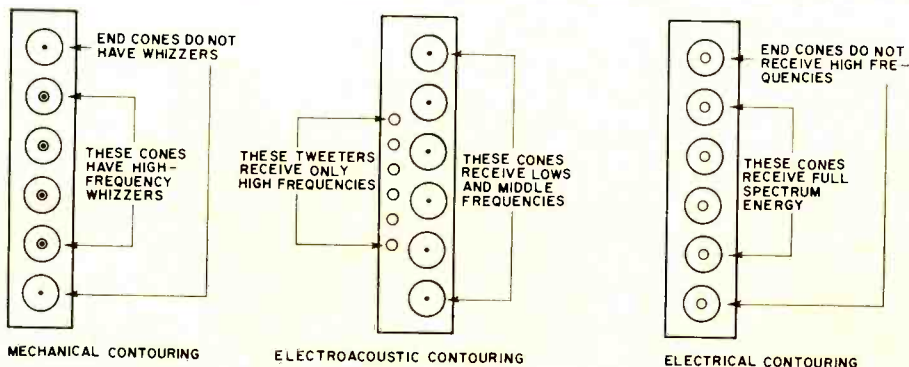 END CONES DO NOT
HAVE WHIZZERS
THESE CONES
HAVE HIGH-
FREQUENCY
WHIZZERS
MECHANICAL CONTOURING
THESE TWEETERS
RECEIVE ONLY
HIGH FREQUENCIES
THESE CONES
RECEIVE LOWS
AND MIDDLE
FREQUENCIES
ELECTROACOUSTIC CONTOURING
END CONES DO NOT
RECEIVE HIGH FRE-
QUENCIES
THESE CONES
RECEIVE FULL
SPECTRUM
ENERGY
ELECTRICAL CONTOURING